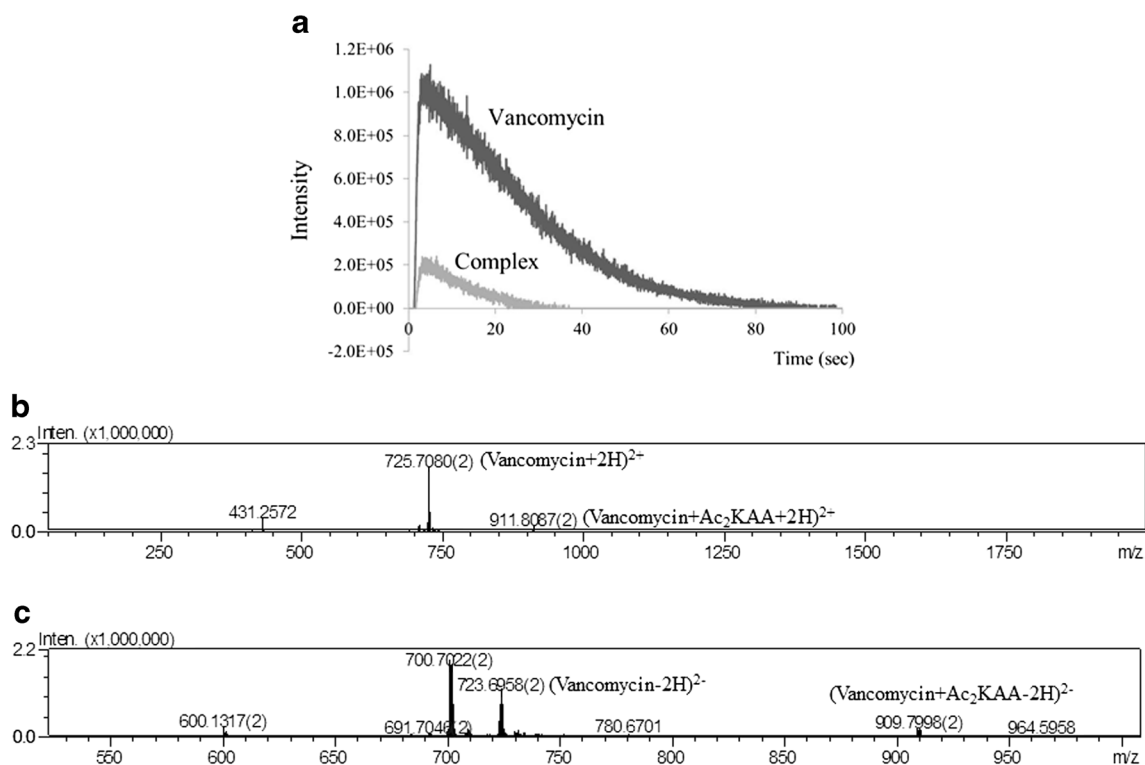 a
1.2E+06
1.0E+06
8.0E+05
6.0E+05
4.0E+05
2.0E+05
0.0E+00
-2.0E+05
Intensity
Vancomycin
Complex
0 20 40 60 80 100
Time (sec)
b
Inten. (x1,000,000)
2.3
0.0
431.2572
725.7080(2) (Vancomycin+2H)²⁺
911.8087(2) (Vancomycin+Ac₂KAA+2H)²⁺
250 500 750 1000 1250 1500 1750 m/z
c
Inten. (x1,000,000)
2.2
0.0
700.7022(2)
723.6958(2) (Vancomycin-2H)²⁻
(Vancomycin+Ac₂KAA-2H)²⁻
600.1317(2) 691.7046(2) 780.6701 909.7998(2) 964.5958
550 600 650 700 750 800 850 900 950 m/z